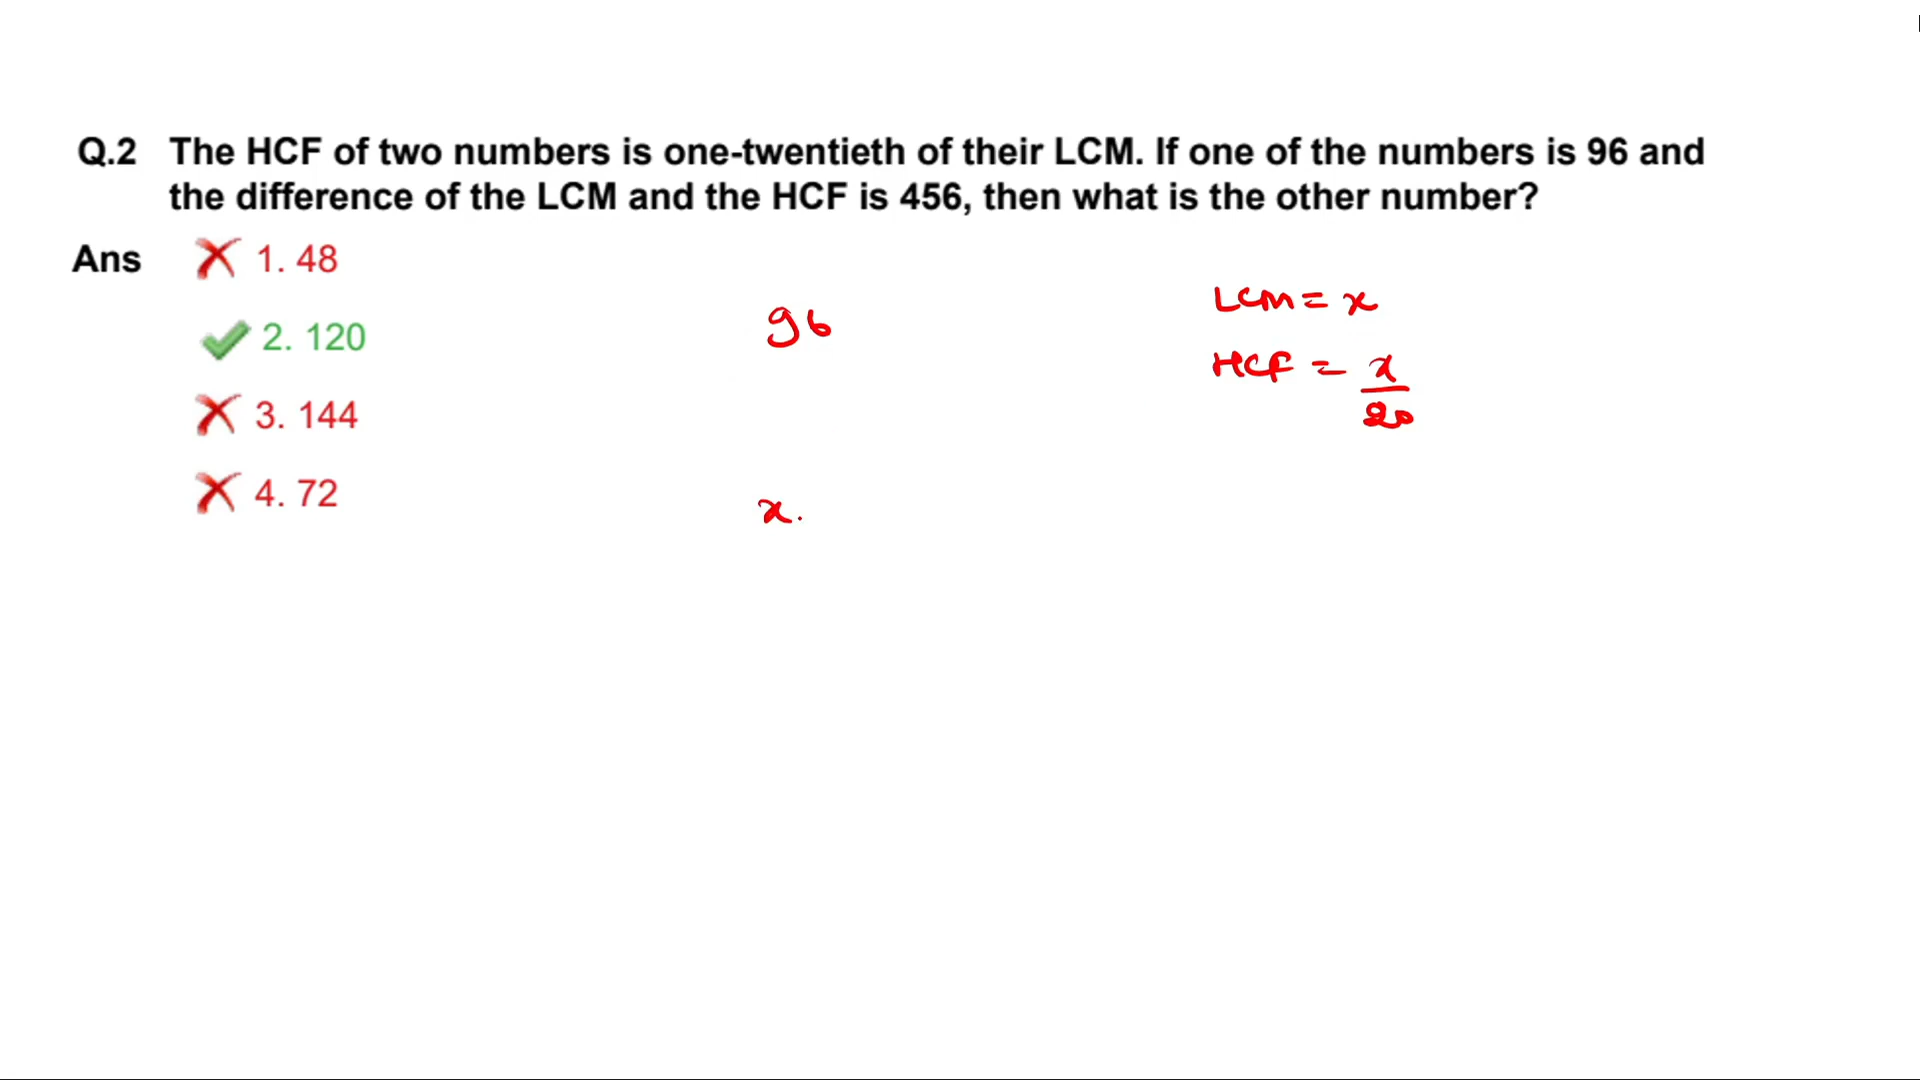 Q.2 The HCF of two numbers is one-twentieth of their LCM. If one of the numbers is 96 and
the difference of the LCM and the HCF is 456, then what is the other number?
Ans 1. 48
2. 120
3. 144
4. 72
96
x.
LCM = x
HCF = x/20